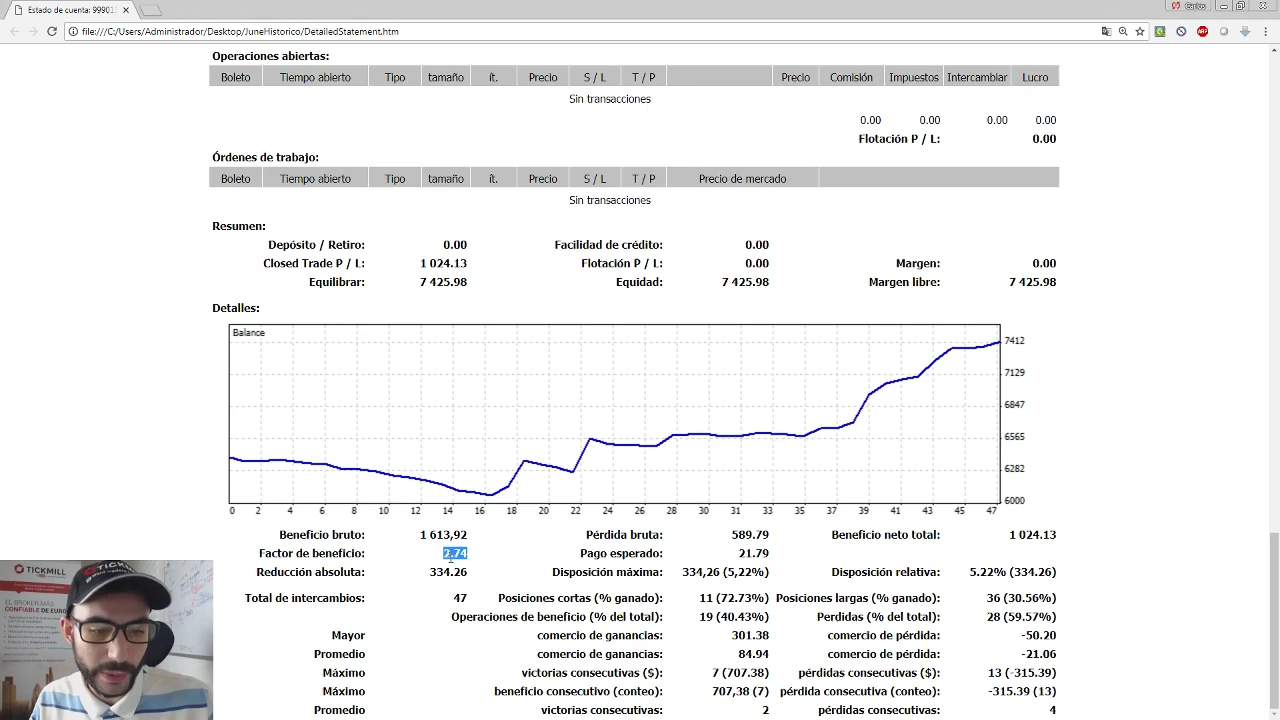 Estado de cuenta: 9990
Carlos
file:///C:/Users/Administrador/Desktop/JuneHistorico/DetailedStatement.htm
Operaciones abiertas:
Boleto Tiempo abierto Tipo tamaño ít. Precio S / L T / P Precio Comisión Impuestos Intercambiar Lucro
Sin transacciones
0.00 0.00 0.00 0.00
Flotación P / L: 0.00
Órdenes de trabajo:
Boleto Tiempo abierto Tipo tamaño ít. Precio S / L T / P Precio de mercado
Sin transacciones
Resumen:
Depósito / Retiro: 0.00 Facilidad de crédito: 0.00
Closed Trade P / L: 1 024.13 Flotación P / L: 0.00 Margen: 0.00
Equilibrar: 7 425.98 Equidad: 7 425.98 Margen libre: 7 425.98
Detalles:
Balance
7412
7129
6847
6565
6282
6000
0 2 4 6 8 10 12 14 16 18 20 22 24 26 28 29 31 33 35 37 39 41 43 45 47
Beneficio bruto: 1 613,92 Pérdida bruta: 589.79 Beneficio neto total: 1 024.13
Factor de beneficio: 2.74 Pago esperado: 21.79
Reducción absoluta: 334.26 Disposición máxima: 334,26 (5,22%) Disposición relativa: 5.22% (334.26)
Total de intercambios: 47 Posiciones cortas (% ganado): 11 (72.73%) Posiciones largas (% ganado): 36 (30.56%)
Operaciones de beneficio (% del total): 19 (40.43%) Perdidas (% del total): 28 (59.57%)
Mayor comercio de ganancias: 301.38 comercio de pérdida: -50.20
Promedio comercio de ganancias: 84.94 comercio de pérdida: -21.06
Máximo victorias consecutivas ($): 7 (707.38) pérdidas consecutivas ($): 13 (-315.39)
Máximo beneficio consecutivo (conteo): 707,38 (7) pérdida consecutiva (conteo): -315.39 (13)
Promedio victorias consecutivas: 2 pérdidas consecutivas: 4
TICKMILL
EL BROKER MÁS
CONFIABLE DE EURO